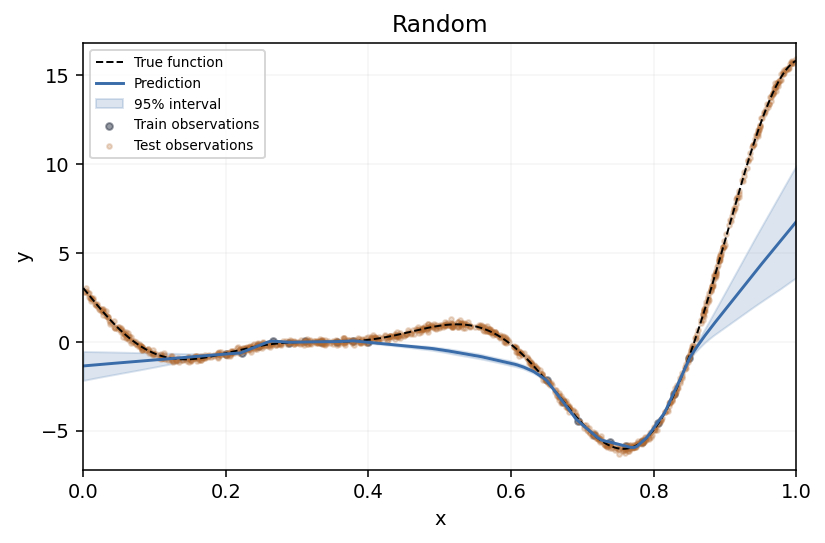 Random
True function
Prediction
95% interval
Train observations
Test observations
15
10
5
0
−5
y
0.0 0.2 0.4 0.6 0.8 1.0
x